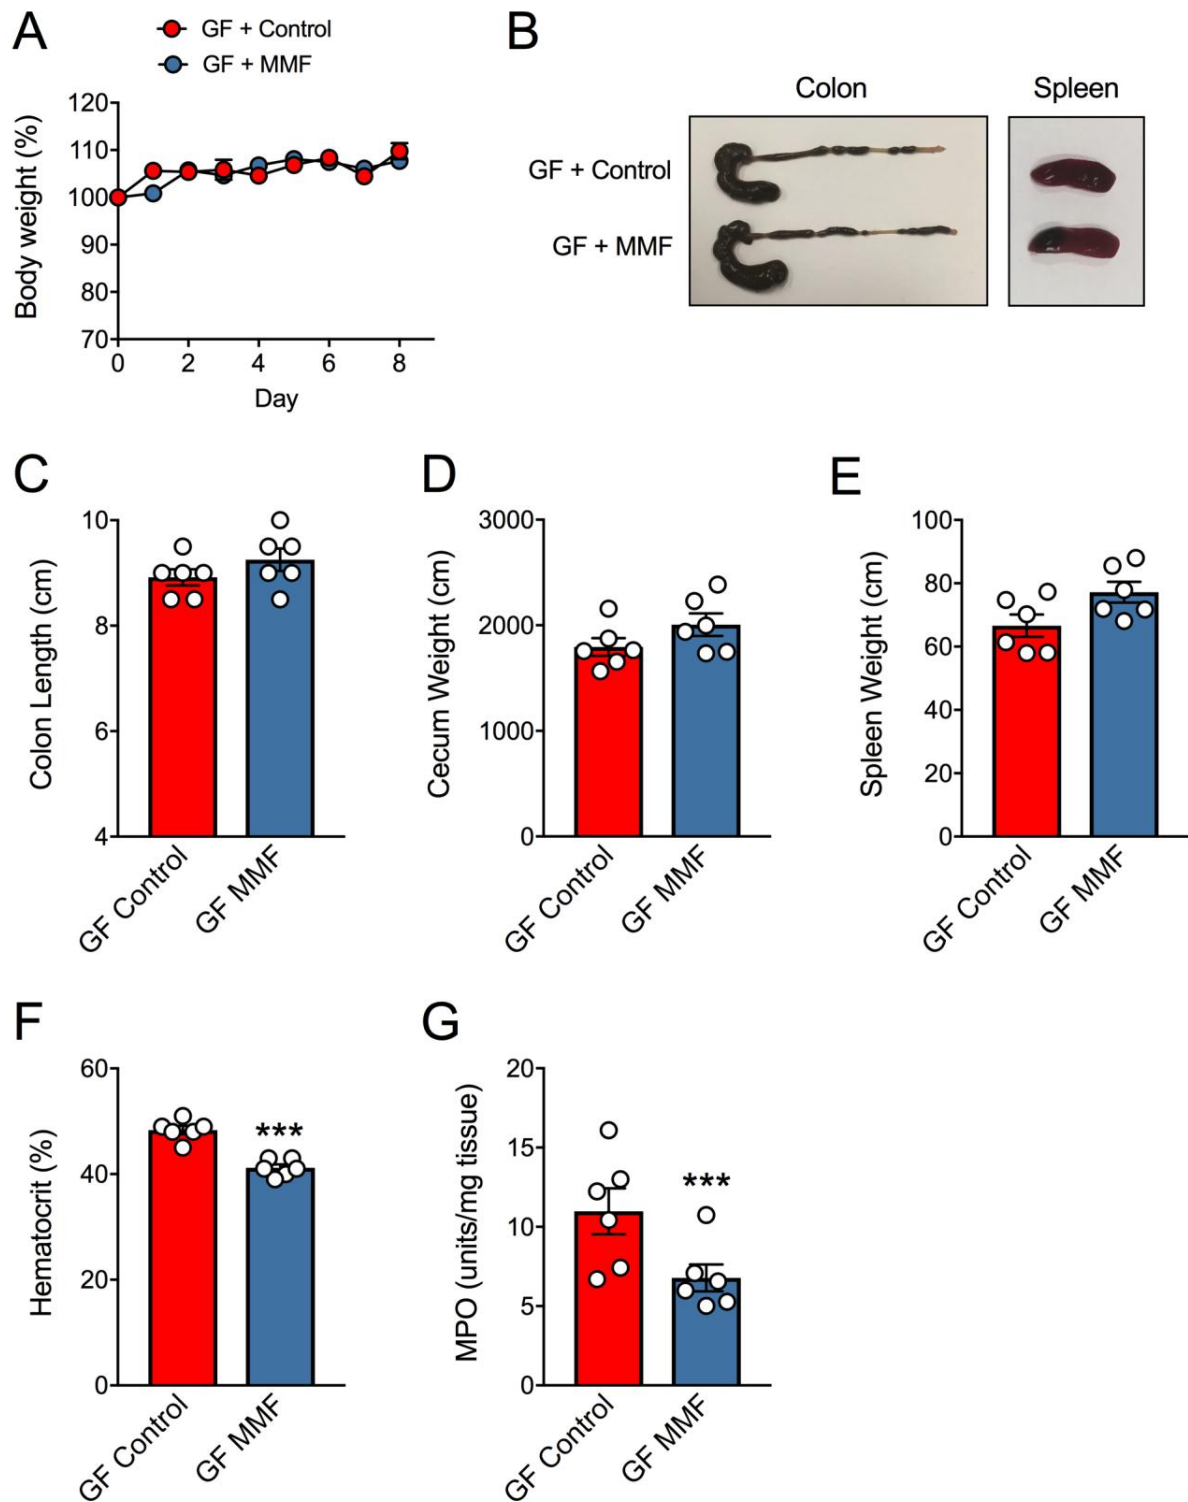 A
GF + Control
GF + MMF
120
110
100
90
80
70
Body weight (%)
0 2 4 6 8
Day
B
Colon
Spleen
GF + Control
GF + MMF
C
10
8
6
4
Colon Length (cm)
GF Control
GF MMF
D
3000
2000
1000
0
Cecum Weight (cm)
GF Control
GF MMF
E
100
80
60
40
20
0
Spleen Weight (cm)
GF Control
GF MMF
F
60
40
20
0
Hematocrit (%)
***
GF Control
GF MMF
G
20
15
10
5
0
MPO (units/mg tissue)
***
GF Control
GF MMF